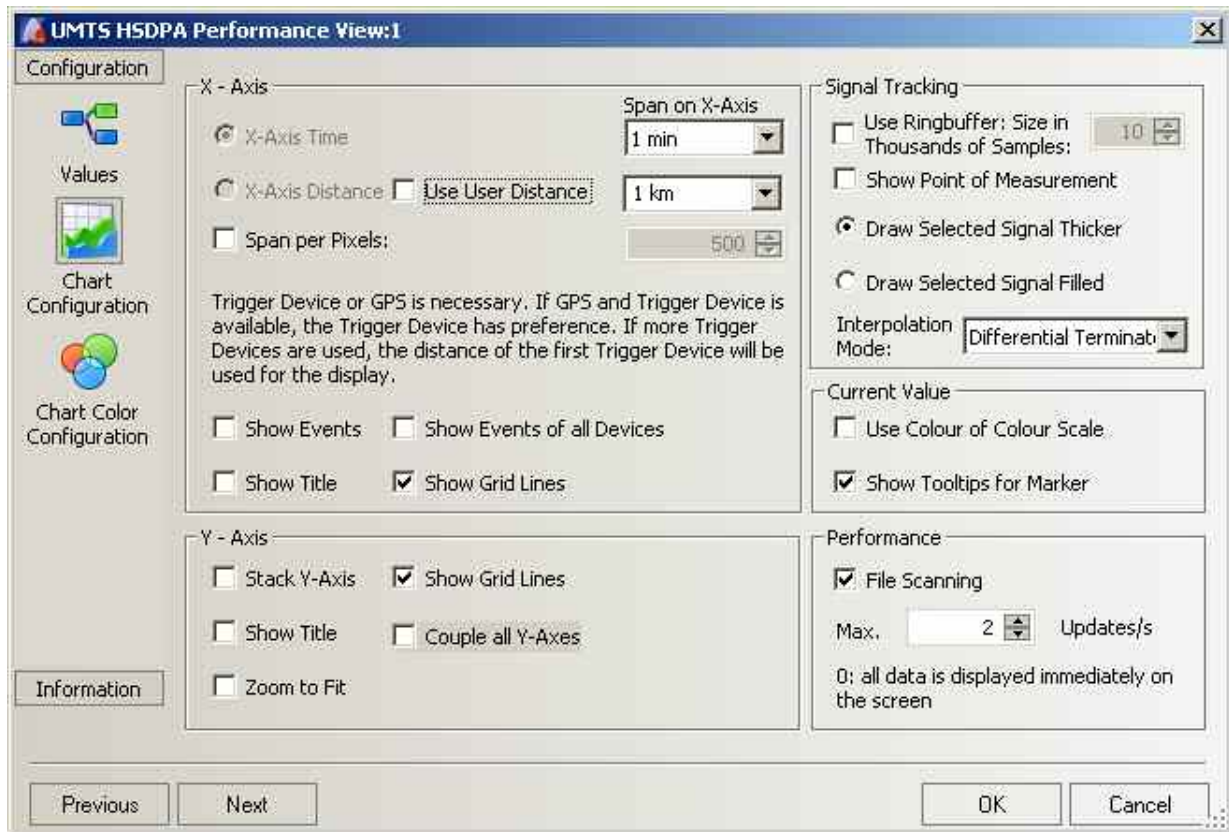 UMTS HSDPA Performance View:1
Configuration
Values
Chart
Configuration
Chart Color
Configuration
Information
X - Axis
Span on X-Axis
X-Axis Time
1 min
X-Axis Distance
Use User Distance
1 km
Span per Pixels:
500
Trigger Device or GPS is necessary. If GPS and Trigger Device is
available, the Trigger Device has preference. If more Trigger
Devices are used, the distance of the first Trigger Device will be
used for the display.
Show Events
Show Events of all Devices
Show Title
Show Grid Lines
Y - Axis
Stack Y-Axis
Show Grid Lines
Show Title
Couple all Y-Axes
Zoom to Fit
Signal Tracking
Use Ringbuffer: Size in
Thousands of Samples:
10
Show Point of Measurement
Draw Selected Signal Thicker
Draw Selected Signal Filled
Interpolation
Mode:
Differential Terminat
Current Value
Use Colour of Colour Scale
Show Tooltips for Marker
Performance
File Scanning
Max.
2
Updates/s
0: all data is displayed immediately on
the screen
Previous
Next
OK
Cancel